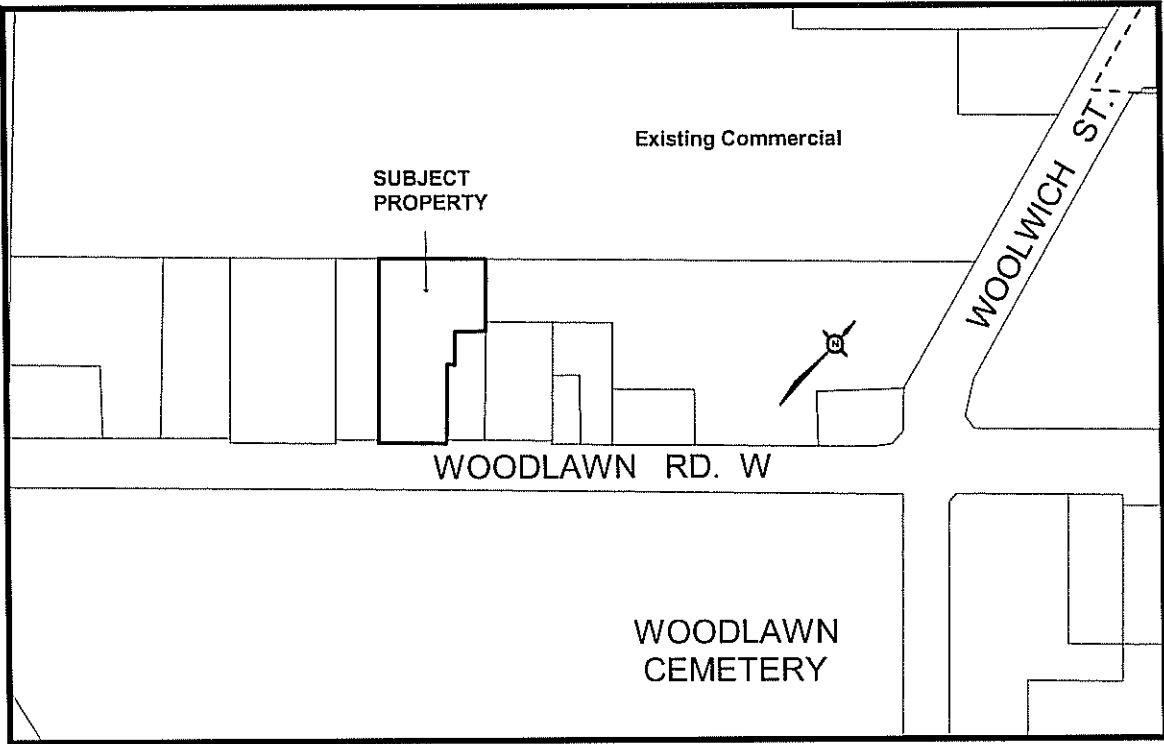 Existing Commercial
SUBJECT
PROPERTY
WOOLWICH ST.
N
WOODLAWN RD. W
WOODLAWN
CEMETERY